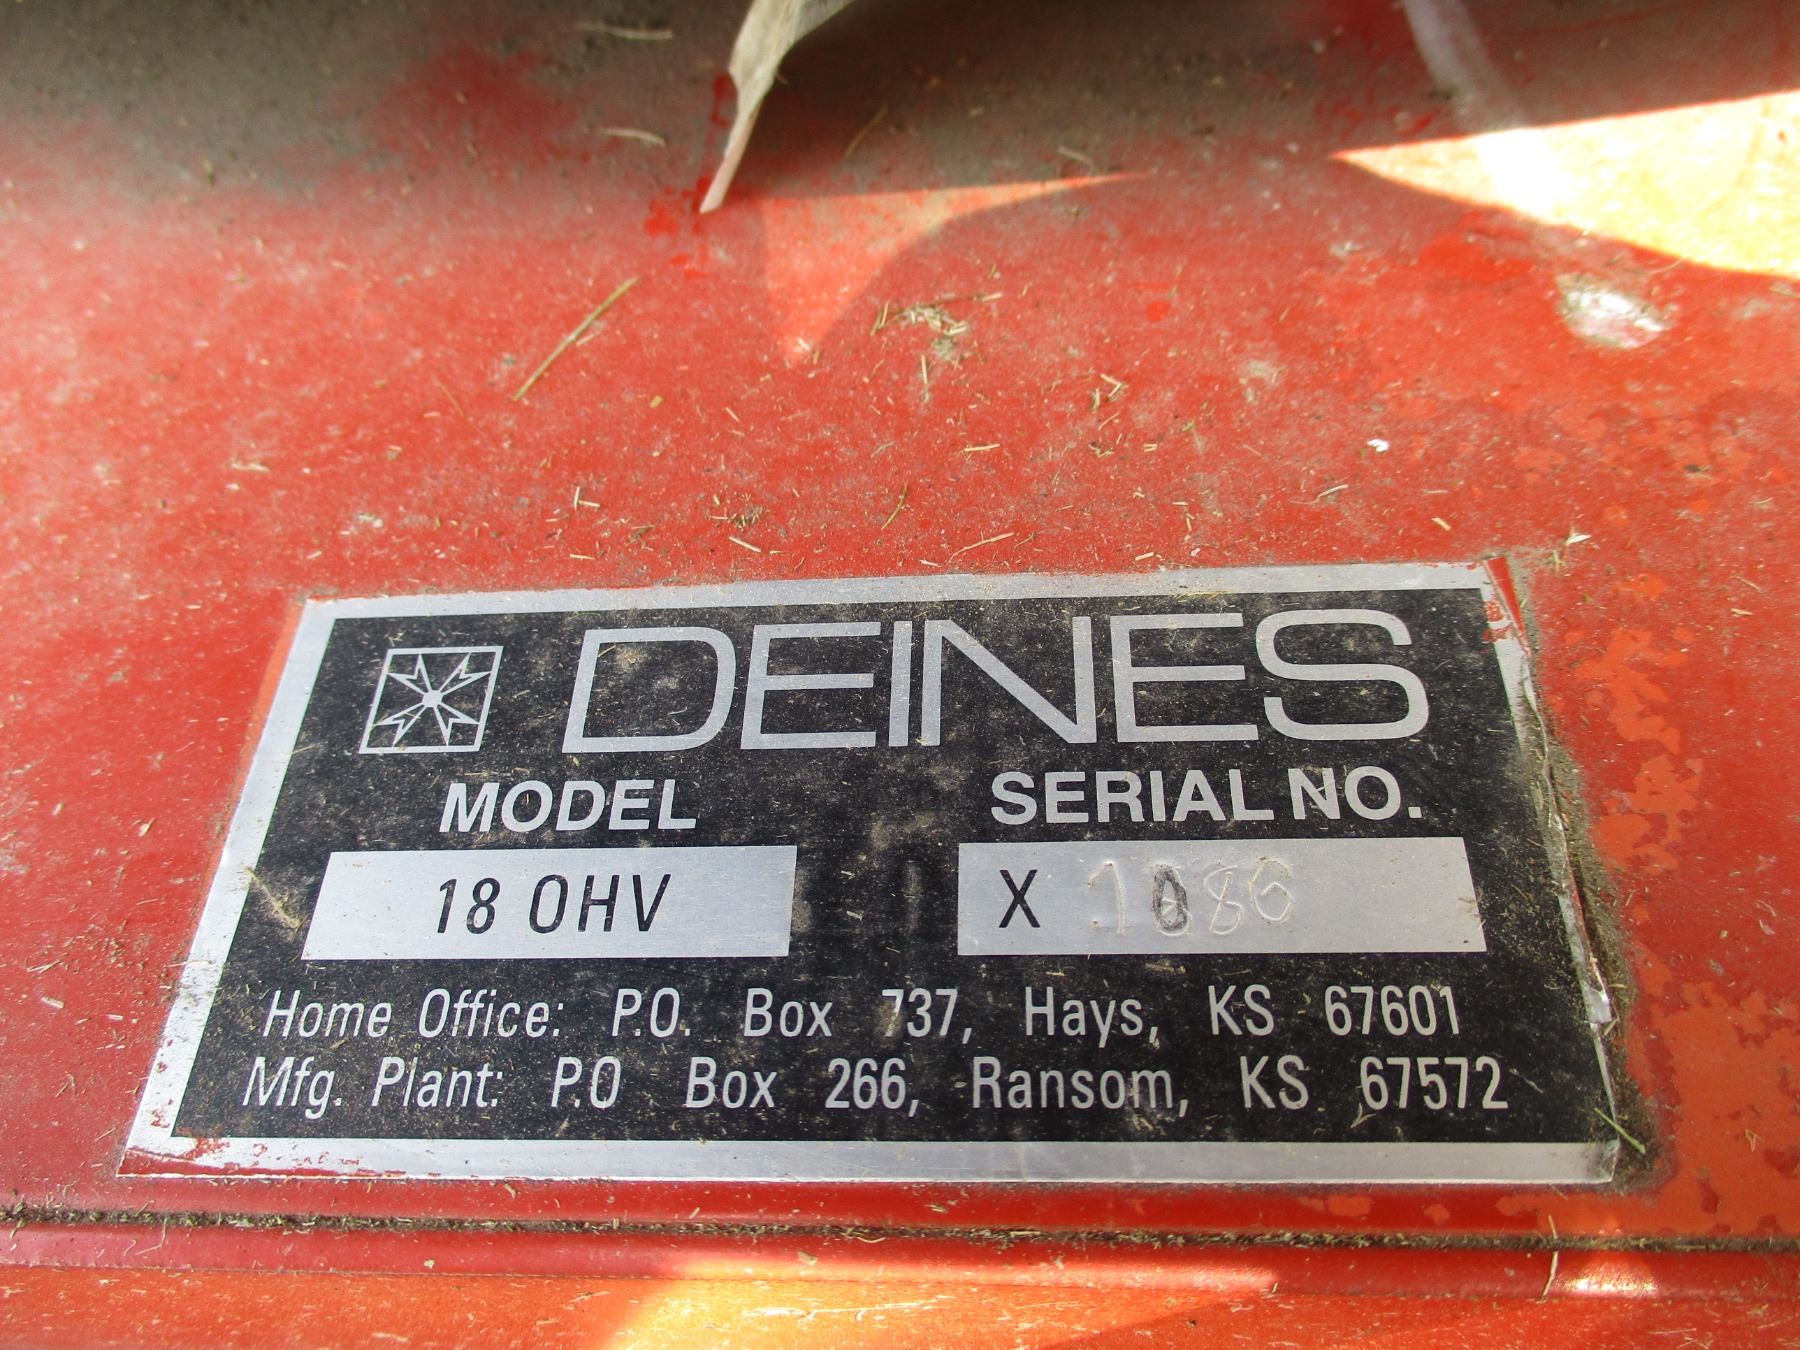 DEINES
MODEL SERIAL NO.
18 OHV X 1086
Home Office: P.O. Box 737, Hays, KS 67601
Mfg. Plant: P.O Box 266, Ransom, KS 67572